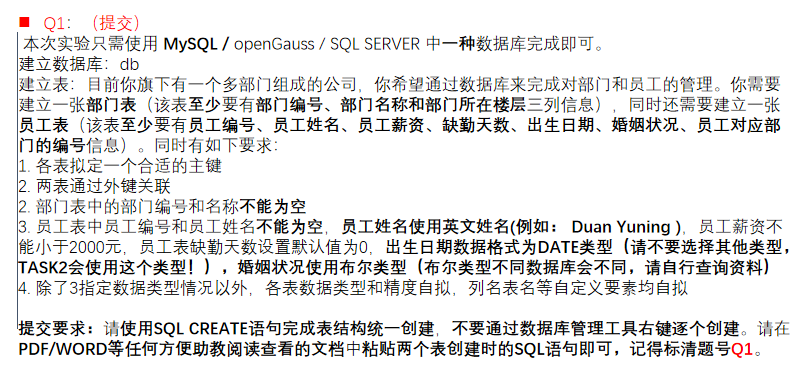 ■ Q1：（提交）
本次实验只需使用 MySQL / openGauss / SQL SERVER 中一种数据库完成即可。
建立数据库：db
建立表：目前你旗下有一个多部门组成的公司，你希望通过数据库来完成对部门和员工的管理。你需要
建立一张部门表（该表至少要有部门编号、部门名称和部门所在楼层三列信息），同时还需要建立一张
员工表（该表至少要有员工编号、员工姓名、员工薪资、缺勤天数、出生日期、婚姻状况、员工对应部
门的编号信息）。同时有如下要求：
1. 各表拟定一个合适的主键
2. 两表通过外键关联
2. 部门表中的部门编号和名称不能为空
3. 员工表中员工编号和员工姓名不能为空，员工姓名使用英文姓名(例如： Duan Yuning )，员工薪资不
能小于2000元，员工表缺勤天数设置默认值为0，出生日期数据格式为DATE类型（请不要选择其他类型，
TASK2会使用这个类型！），婚姻状况使用布尔类型（布尔类型不同数据库会不同，请自行查询资料）
4. 除了3指定数据类型情况以外，各表数据类型和精度自拟，列名表名等自定义要素均自拟
提交要求：请使用SQL CREATE语句完成表结构统一创建，不要通过数据库管理工具右键逐个创建。请在
PDF/WORD等任何方便助教阅读查看的文档中粘贴两个表创建时的SQL语句即可，记得标清题号Q1。